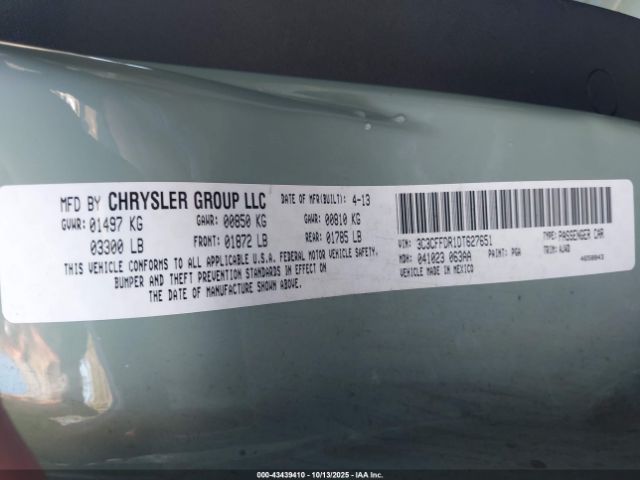 MFD BY CHRYSLER GROUP LLC DATE OF MFR(BUILT): 4-13
GVWR: 01497 KG GAWR: 00850 KG GAWR: 00810 KG
03300 LB FRONT: 01872 LB REAR: 01785 LB
THIS VEHICLE CONFORMS TO ALL APPLICABLE U.S.A. FEDERAL MOTOR VEHICLE SAFETY,
BUMPER AND THEFT PREVENTION STANDARDS IN EFFECT ON
THE DATE OF MANUFACTURE SHOWN ABOVE.
VIN: 3C3CFFDR1DT627651 TYPE: PASSENGER CAR
MDH: 041023 063AA PAINT: PGA TRIM:
VEHICLE MADE IN MEXICO
000-43439410 | 10/13/2025 | IAAI.CA